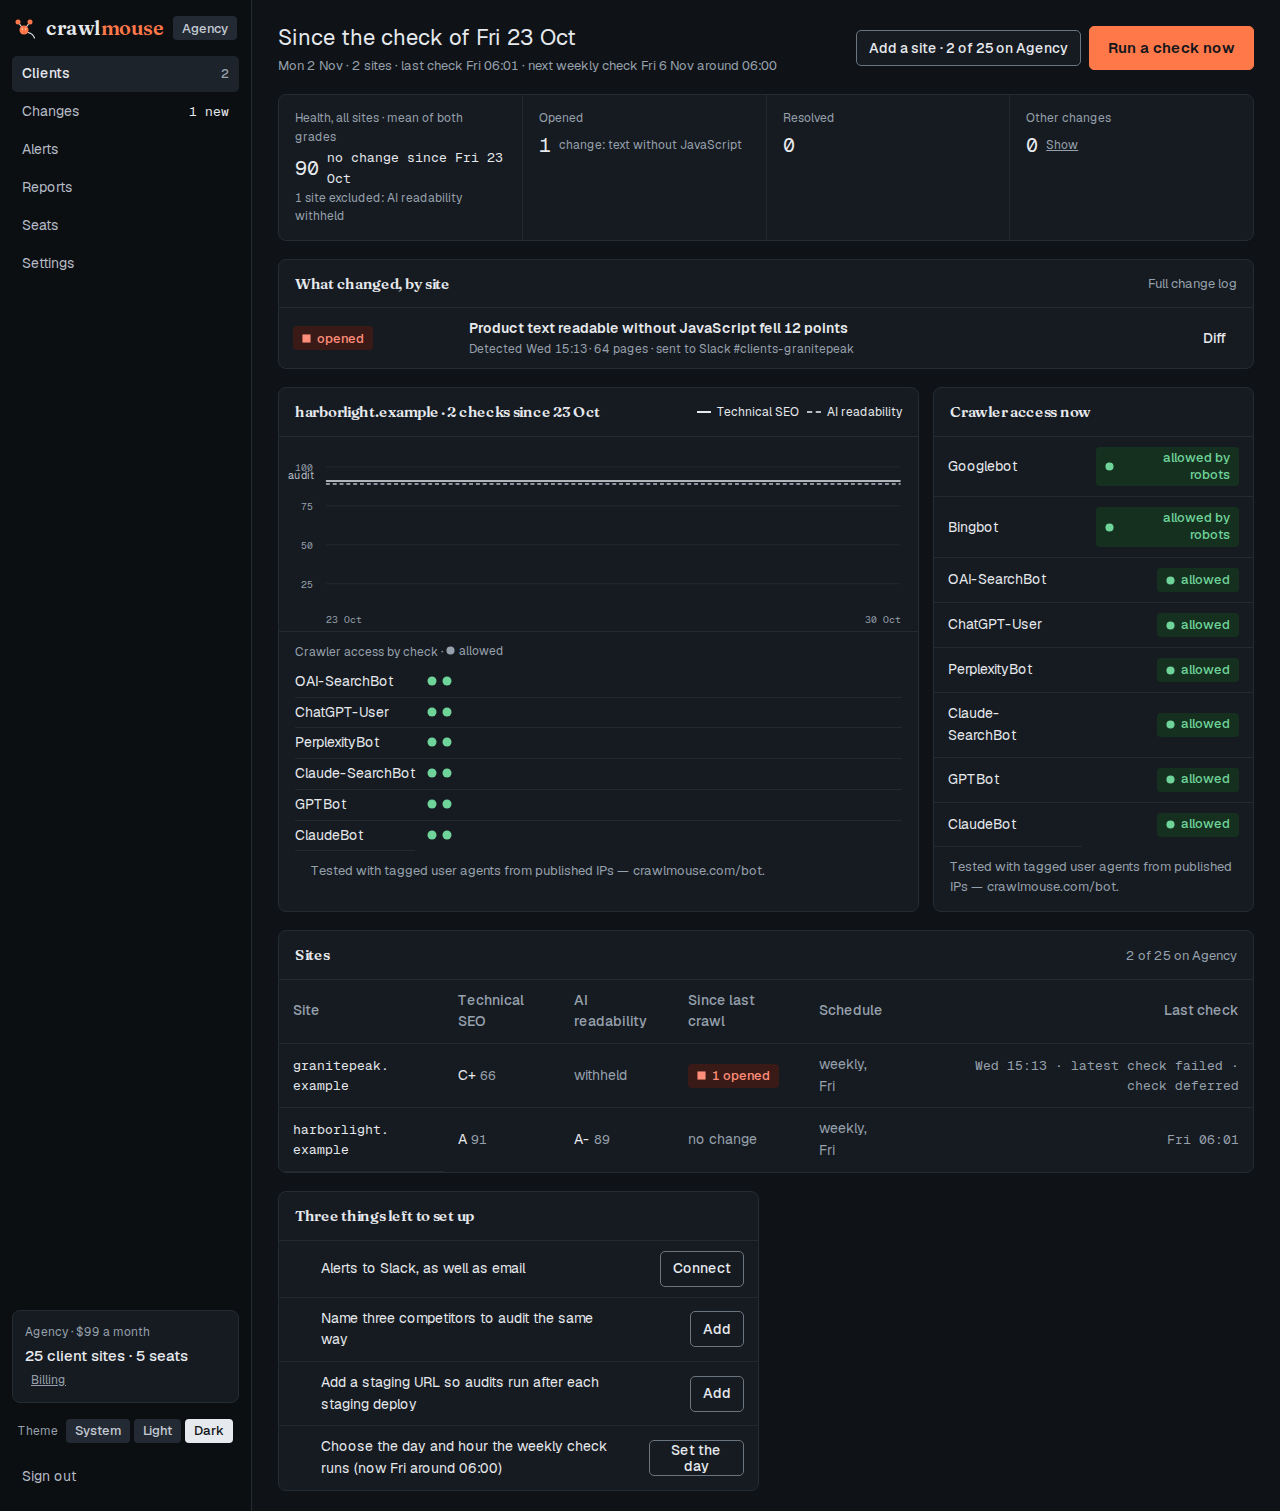 crawlmouse Agency
Clients 2
Changes 1 new
Alerts
Reports
Seats
Settings
Agency · $99 a month
25 client sites · 5 seats
Billing
Theme System Light Dark
Sign out
Since the check of Fri 23 Oct
Mon 2 Nov · 2 sites · last check Fri 06:01 · next weekly check Fri 6 Nov around 06:00
Add a site · 2 of 25 on Agency
Run a check now
Health, all sites · mean of both
grades
90 no change since Fri 23
Oct
1 site excluded: AI readability
withheld
Opened
1 change: text without JavaScript
Resolved
0
Other changes
0 Show
What changed, by site
Full change log
opened
Product text readable without JavaScript fell 12 points
Detected Wed 15:13 · 64 pages · sent to Slack #clients-granitepeak
Diff
harborlight.example · 2 checks since 23 Oct
Technical SEO AI readability
100
audit
75
50
25
23 Oct 30 Oct
Crawler access by check · allowed
OAI-SearchBot
ChatGPT-User
PerplexityBot
Claude-SearchBot
GPTBot
ClaudeBot
Tested with tagged user agents from published IPs — crawlmouse.com/bot.
Crawler access now
Googlebot allowed by
robots
Bingbot allowed by
robots
OAI-SearchBot allowed
ChatGPT-User allowed
PerplexityBot allowed
Claude-
SearchBot allowed
GPTBot allowed
ClaudeBot allowed
Tested with tagged user agents from published
IPs — crawlmouse.com/bot.
Sites
2 of 25 on Agency
Site
Technical
SEO
AI
readability
Since last
crawl
Schedule
Last check
granitepeak.
example
C+ 66
withheld
1 opened
weekly,
Fri
Wed 15:13 · latest check failed ·
check deferred
harborlight.
example
A 91
A- 89
no change
weekly,
Fri
Fri 06:01
Three things left to set up
Alerts to Slack, as well as email
Connect
Name three competitors to audit the same
way
Add
Add a staging URL so audits run after each
staging deploy
Add
Choose the day and hour the weekly check
runs (now Fri around 06:00)
Set the
day